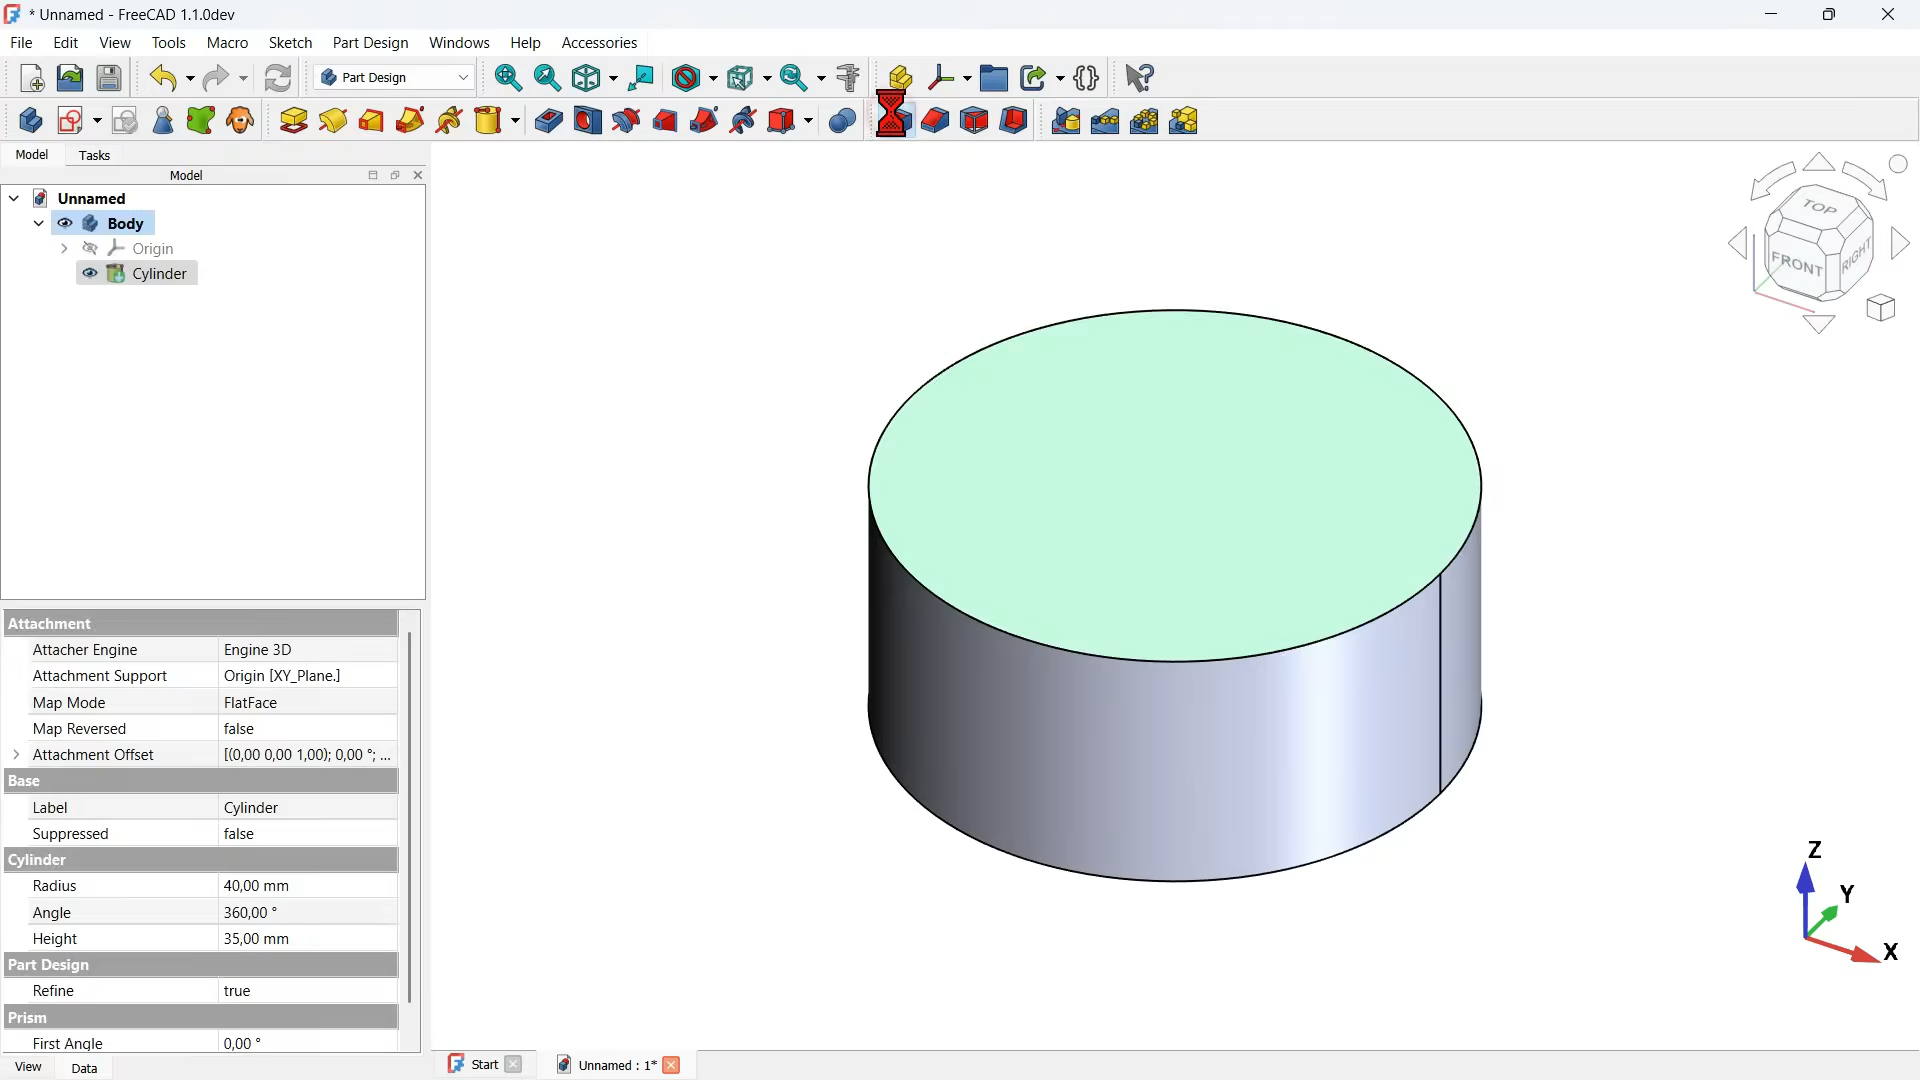 * Unnamed - FreeCAD 1.1.0dev
File Edit View Tools Macro Sketch Part Design Windows Help Accessories
Part Design
Model Tasks
Model
Unnamed
Body
Origin
Cylinder
Attachment
Attacher Engine Engine 3D
Attachment Support Origin [XY_Plane.]
Map Mode FlatFace
Map Reversed false
Attachment Offset [(0,00 0,00 1,00); 0,00 °; ...
Base
Label Cylinder
Suppressed false
Cylinder
Radius 40,00 mm
Angle 360,00 °
Height 35,00 mm
Part Design
Refine true
Prism
First Angle 0,00 °
View Data
Start
Unnamed : 1*
TOP
FRONT
RIGHT
Z
Y
X